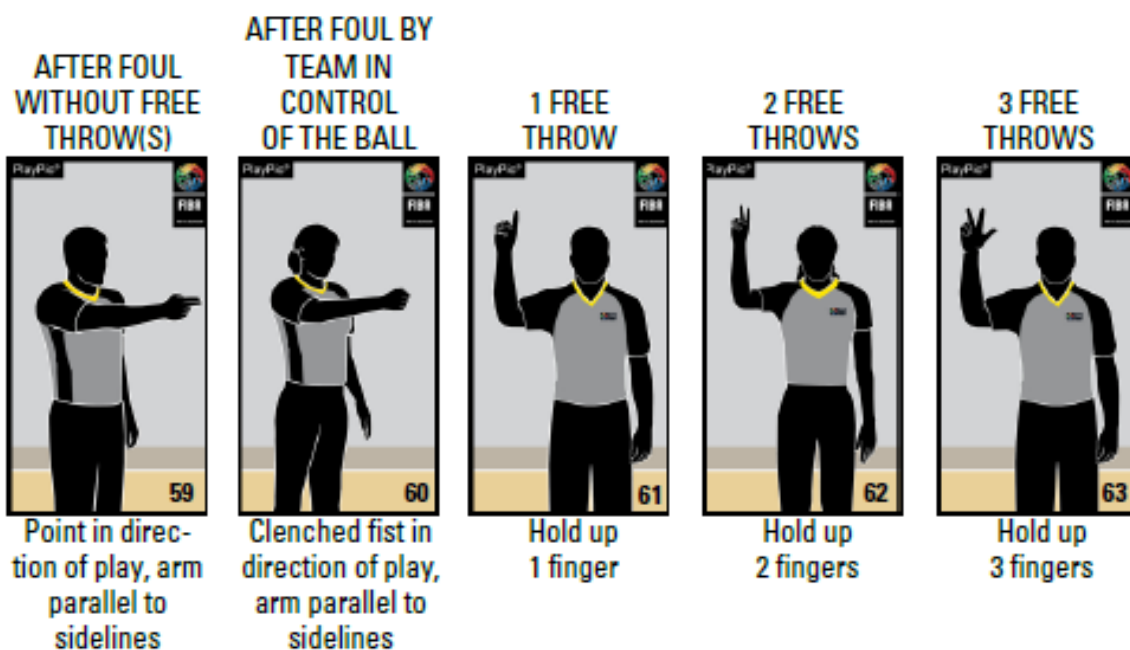 AFTER FOUL
WITHOUT FREE
THROW(S)
AFTER FOUL BY
TEAM IN
CONTROL
OF THE BALL
1 FREE
THROW
2 FREE
THROWS
3 FREE
THROWS
PlayPic®
FIBA
59
PlayPic®
FIBA
60
PlayPic®
FIBA
61
PlayPic®
FIBA
62
PlayPic®
FIBA
63
Point in direc-
tion of play, arm
parallel to
sidelines
Clenched fist in
direction of play,
arm parallel to
sidelines
Hold up
1 finger
Hold up
2 fingers
Hold up
3 fingers